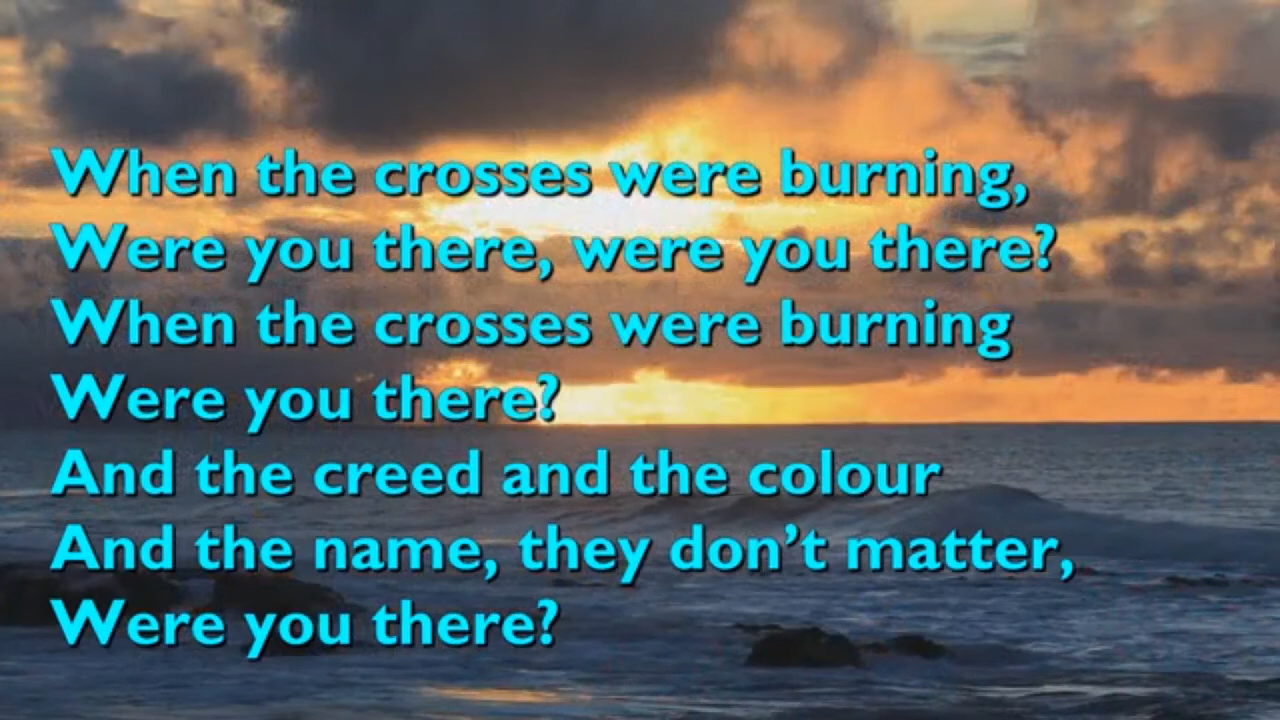 When the crosses were burning,
Were you there, were you there?
When the crosses were burning
Were you there?
And the creed and the colour
And the name, they don’t matter,
Were you there?